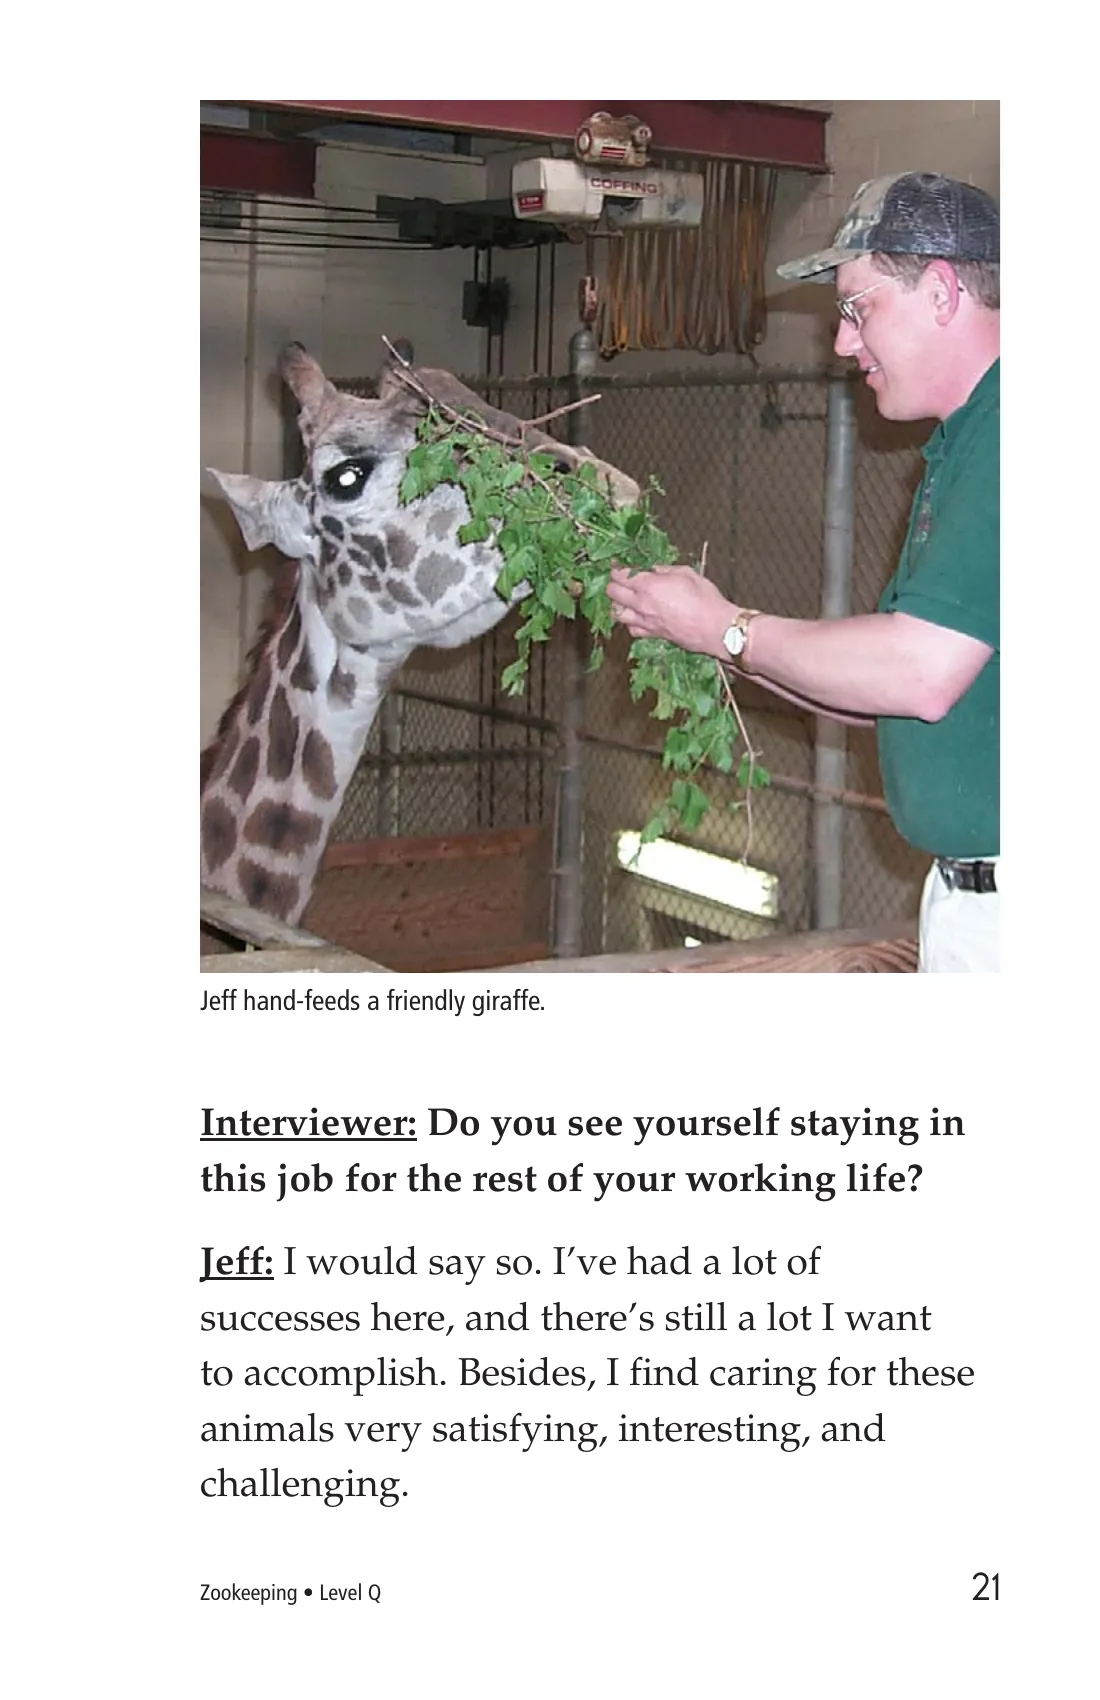 COFFING
Jeff hand-feeds a friendly giraffe.
Interviewer: Do you see yourself staying in
this job for the rest of your working life?
Jeff: I would say so. I’ve had a lot of
successes here, and there’s still a lot I want
to accomplish. Besides, I find caring for these
animals very satisfying, interesting, and
challenging.
Zookeeping • Level Q
21